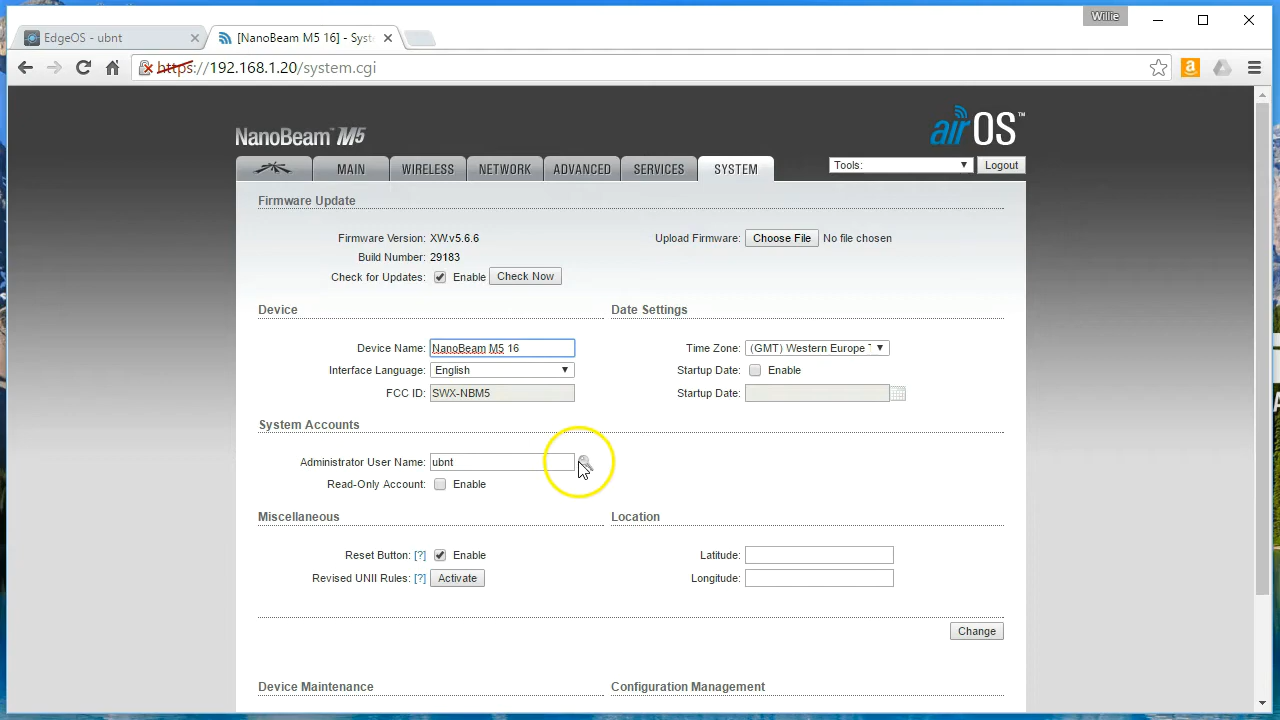 Willie
EdgeOS - ubnt
[NanoBeam M5 16] - Syste
https://192.168.1.20/system.cgi
NanoBeam™ M5
airOS™
MAIN
WIRELESS
NETWORK
ADVANCED
SERVICES
SYSTEM
Tools:
Logout
Firmware Update
Firmware Version: XW.v5.6.6
Upload Firmware: Choose File No file chosen
Build Number: 29183
Check for Updates: Enable Check Now
Device
Date Settings
Device Name: NanoBeam M5 16
Time Zone: (GMT) Western Europe
Interface Language: English
Startup Date: Enable
FCC ID: SWX-NBM5
Startup Date:
System Accounts
Administrator User Name: ubnt
Read-Only Account: Enable
Miscellaneous
Location
Reset Button: [?] Enable
Latitude:
Revised UNII Rules: [?] Activate
Longitude:
Change
Device Maintenance
Configuration Management